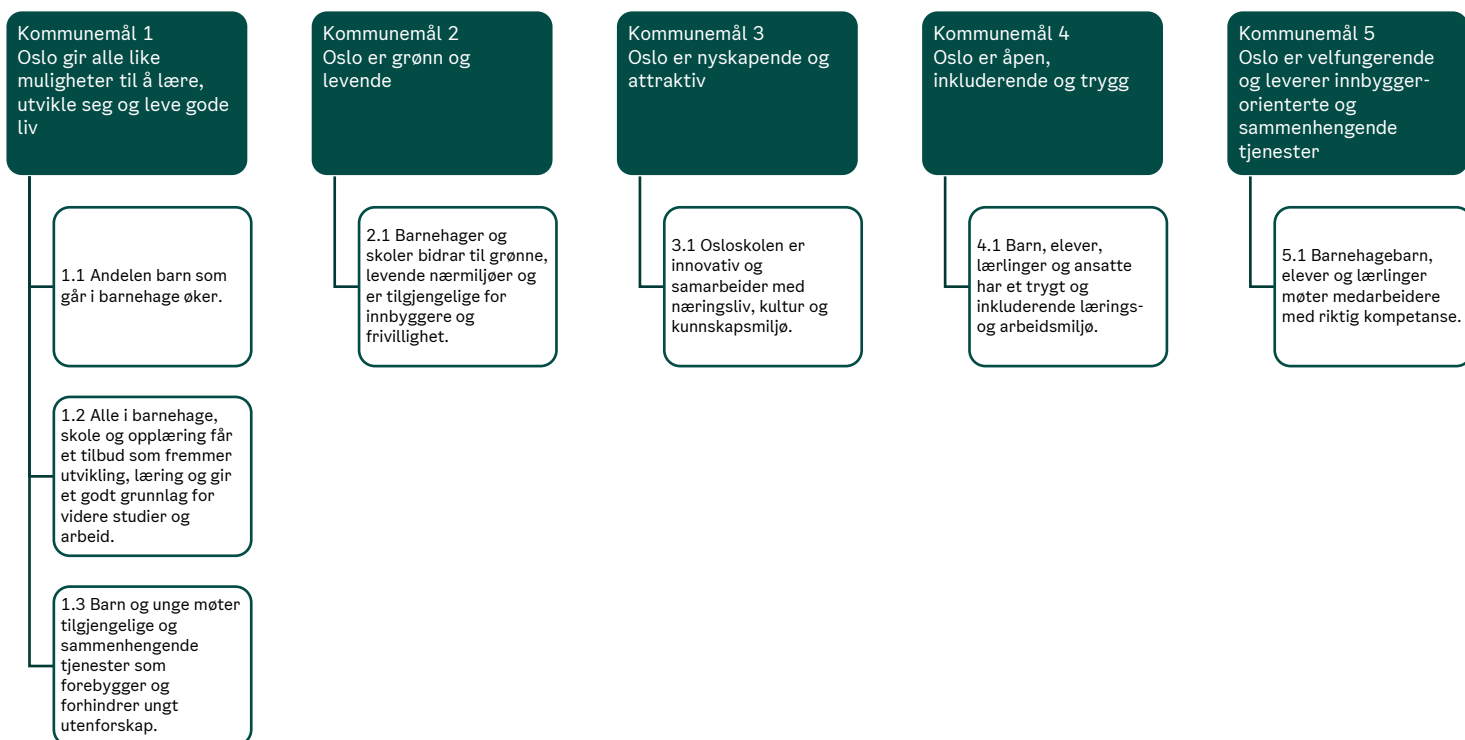 Kommunemål 1
Oslo gir alle like
muligheter til å lære,
utvikle seg og leve gode
liv
1.1 Andelen barn som
går i barnehage øker.
1.2 Alle i barnehage,
skole og opplæring får
et tilbud som fremmer
utvikling, læring og gir
et godt grunnlag for
videre studier og
arbeid.
1.3 Barn og unge møter
tilgjengelige og
sammenhengende
tjenester som
forebygger og
forhindrer ungt
utenforskap.
Kommunemål 2
Oslo er grønn og
levende
2.1 Barnehager og
skoler bidrar til grønne,
levende nærmiljøer og
er tilgjengelige for
innbyggere og
frivillighet.
Kommunemål 3
Oslo er nyskapende og
attraktiv
3.1 Osloskolen er
innovativ og
samarbeider med
næringsliv, kultur og
kunnskapsmiljø.
Kommunemål 4
Oslo er åpen,
inkluderende og trygg
4.1 Barn, elever,
lærlinger og ansatte
har et trygt og
inkluderende lærings-
og arbeidsmiljø.
Kommunemål 5
Oslo er velfungerende
og leverer innbygger-
orienterte og
sammenhengende
tjenester
5.1 Barnehagebarn,
elever og lærlinger
møter medarbeidere
med riktig kompetanse.